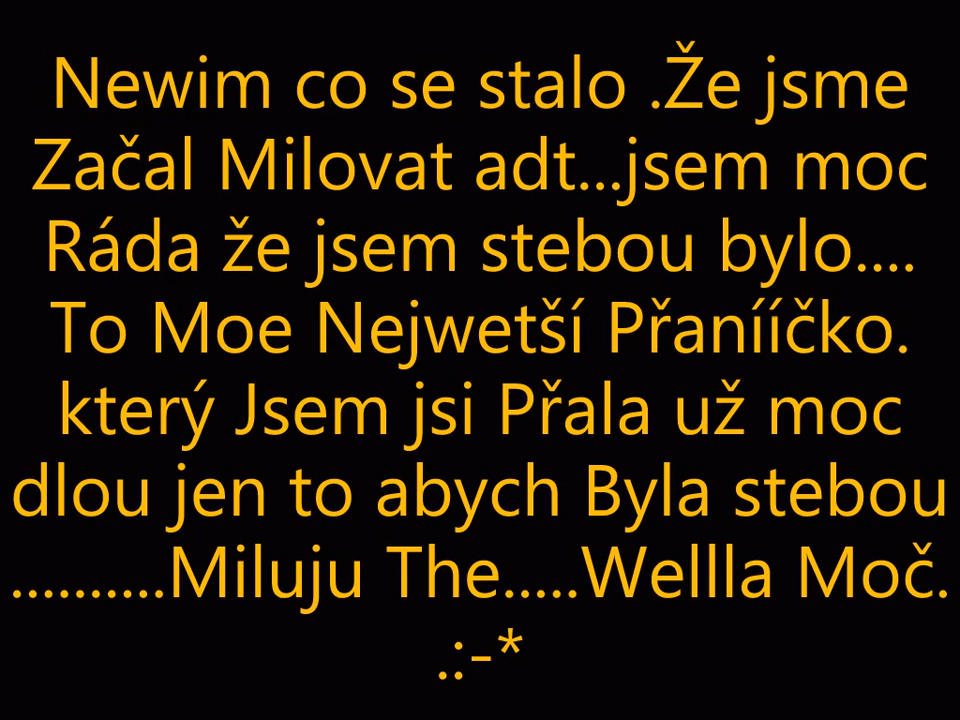 Newim co se stalo .Že jsme
Začal Milovat adt...jsem moc
Ráda že jsem stebou bylo....
To Moe Nejwetší Přanííčko.
který Jsem jsi Přala už moc
dlou jen to abych Byla stebou
..........Miluju The.....Wellla Moč.
.:-*